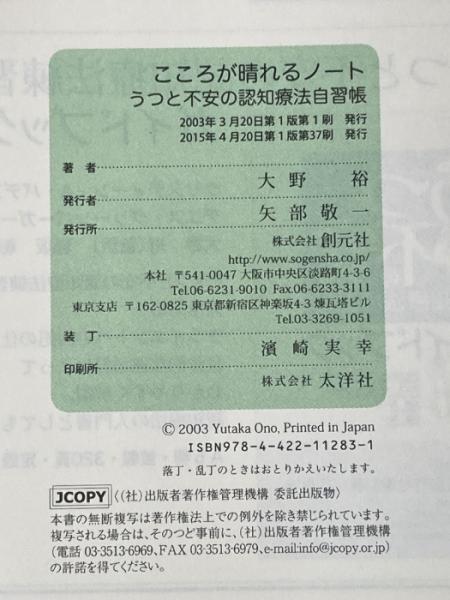 こころが晴れるノート
うつと不安の認知療法自習帳
2003年3月20日第1版第1刷 発行
2015年4月20日第1版第37刷 発行
著者 大野 裕
発行者 矢部敬一
発行所 株式会社 創元社
http://www.sogensha.co.jp/
本社 〒541-0047 大阪市中央区淡路町4-3-6
Tel.06-6231-9010 Fax.06-6233-3111
東京支店 〒162-0825 東京都新宿区神楽坂4-3 煉瓦塔ビル
Tel.03-3269-1051
装丁 濱崎実幸
印刷所 株式会社 太洋社
© 2003 Yutaka Ono, Printed in Japan
ISBN978-4-422-11283-1
落丁・乱丁のときはおとりかえいたします。
JCOPY 〈(社)出版者著作権管理機構 委託出版物〉
本書の無断複写は著作権法上での例外を除き禁じられています。
複写される場合は、そのつど事前に、(社)出版者著作権管理機構
(電話 03-3513-6969、FAX 03-3513-6979、e-mail:info@jcopy.or.jp)
の許諾を得てください。